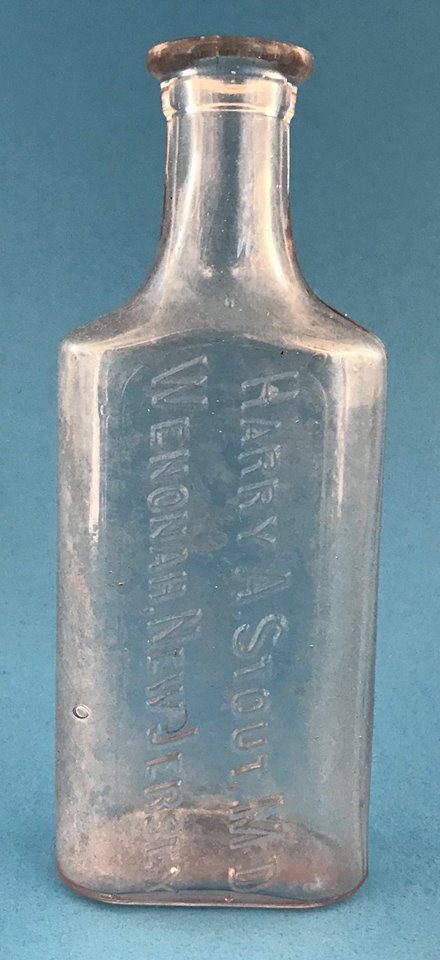 HARRY A. STOUT, M.D.
WENONAH, NEW JERSEY